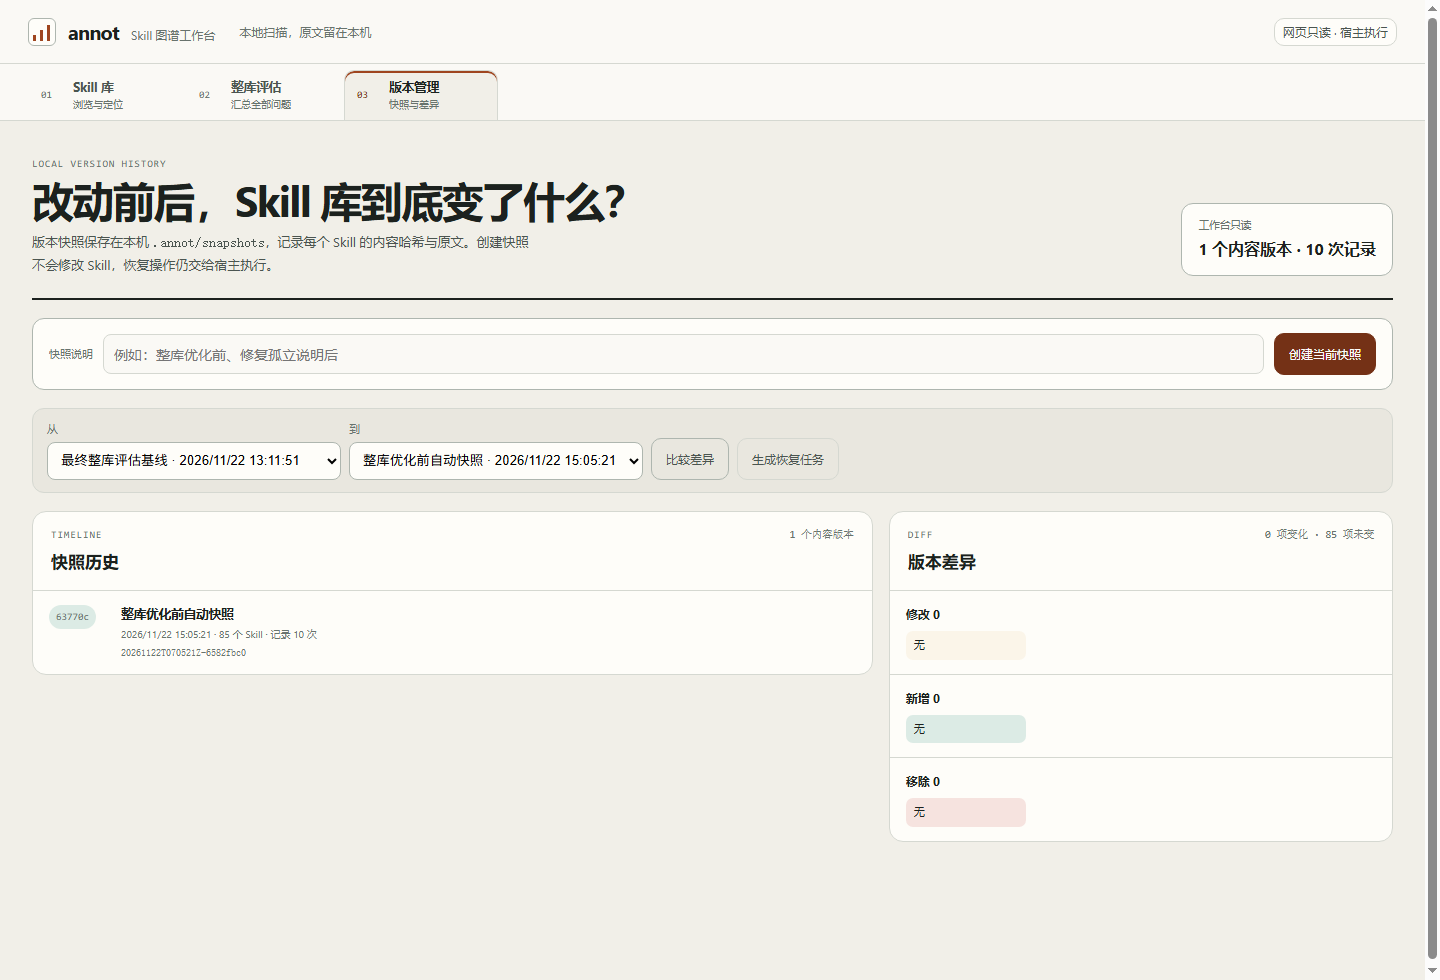 annot Skill 图谱工作台 本地扫描，原文留在本机
网页只读 · 宿主执行
01 Skill 库
浏览与定位
02 整库评估
汇总全部问题
03 版本管理
快照与差异
LOCAL VERSION HISTORY
改动前后，Skill 库到底变了什么？
版本快照保存在本机 .annot/snapshots，记录每个 Skill 的内容哈希与原文。创建快照
不会修改 Skill，恢复操作仍交给宿主执行。
工作台只读
1 个内容版本 · 10 次记录
快照说明
例如：整库优化前、修复孤立说明后
创建当前快照
从
最终整库评估基线 · 2026/11/22 13:11:51
到
整库优化前自动快照 · 2026/11/22 15:05:21
比较差异
生成恢复任务
TIMELINE
1 个内容版本
快照历史
63770c
整库优化前自动快照
2026/11/22 15:05:21 · 85 个 Skill · 记录 10 次
20261122T070521Z-6582fbc0
DIFF
0 项变化 · 85 项未变
版本差异
修改 0
无
新增 0
无
移除 0
无